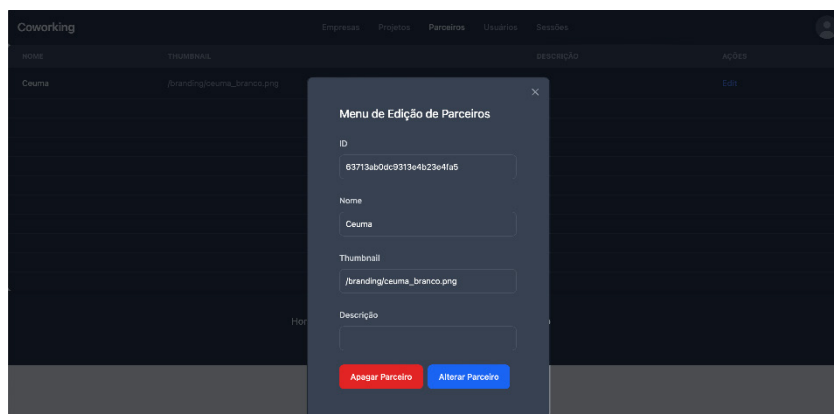 Coworking
Empresas Projetos Parceiros Usuários Sessões
NOME THUMBNAIL DESCRIÇÃO AÇÕES
Ceuma /branding/ceuma_branco.png Edit
Menu de Edição de Parceiros
ID
63713ab0dc9313e4b23e4fa5
Nome
Ceuma
Thumbnail
/branding/ceuma_branco.png
Descrição
Apagar Parceiro Alterar Parceiro